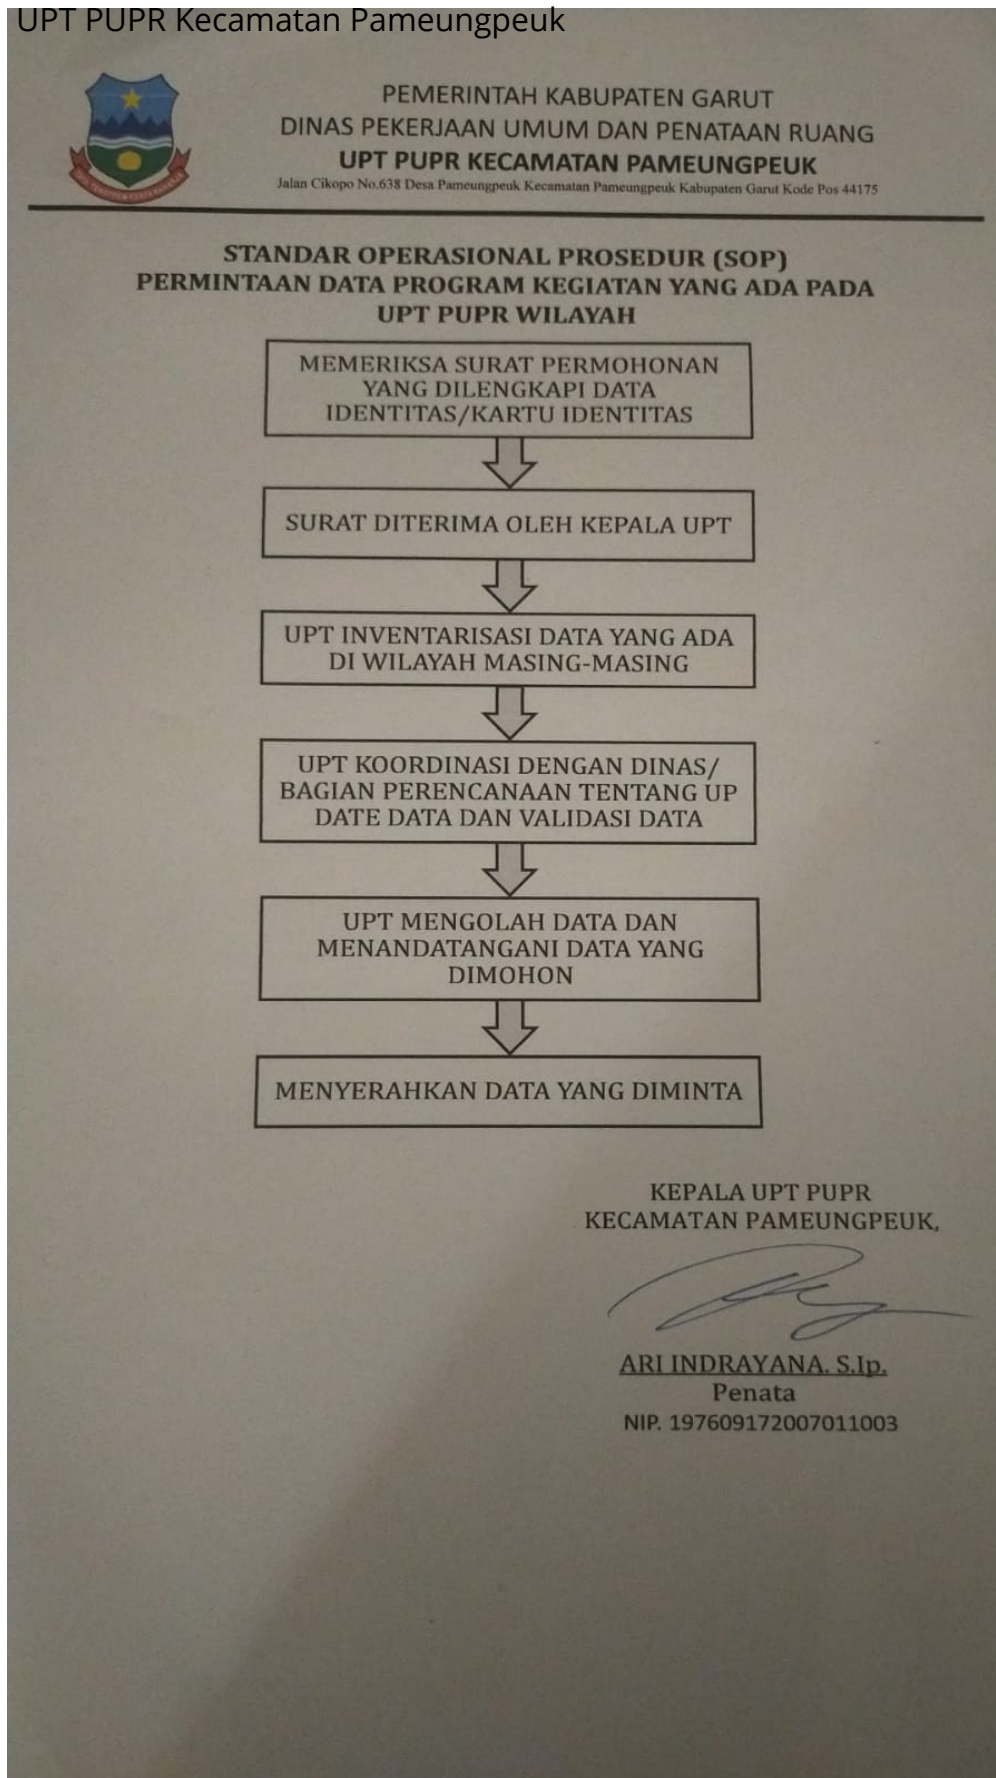 UPT PUPR Kecamatan Pameungpeuk
PEMERINTAH KABUPATEN GARUT
DINAS PEKERJAAN UMUM DAN PENATAAN RUANG
UPT PUPR KECAMATAN PAMEUNGPEUK
Jalan Cikopo No.638 Desa Pameungpeuk Kecamatan Pameungpeuk Kabupaten Garut Kode Pos 44175
STANDAR OPERASIONAL PROSEDUR (SOP)
PERMINTAAN DATA PROGRAM KEGIATAN YANG ADA PADA
UPT PUPR WILAYAH
MEMERIKSA SURAT PERMOHONAN
YANG DILENGKAPI DATA
IDENTITAS/KARTU IDENTITAS
SURAT DITERIMA OLEH KEPALA UPT
UPT INVENTARISASI DATA YANG ADA
DI WILAYAH MASING-MASING
UPT KOORDINASI DENGAN DINAS/
BAGIAN PERENCANAAN TENTANG UP
DATE DATA DAN VALIDASI DATA
UPT MENGOLAH DATA DAN
MENANDATANGANI DATA YANG
DIMOHON
MENYERAHKAN DATA YANG DIMINTA
KEPALA UPT PUPR
KECAMATAN PAMEUNGPEUK,
ARI INDRAYANA. S.Ip.
Penata
NIP. 197609172007011003